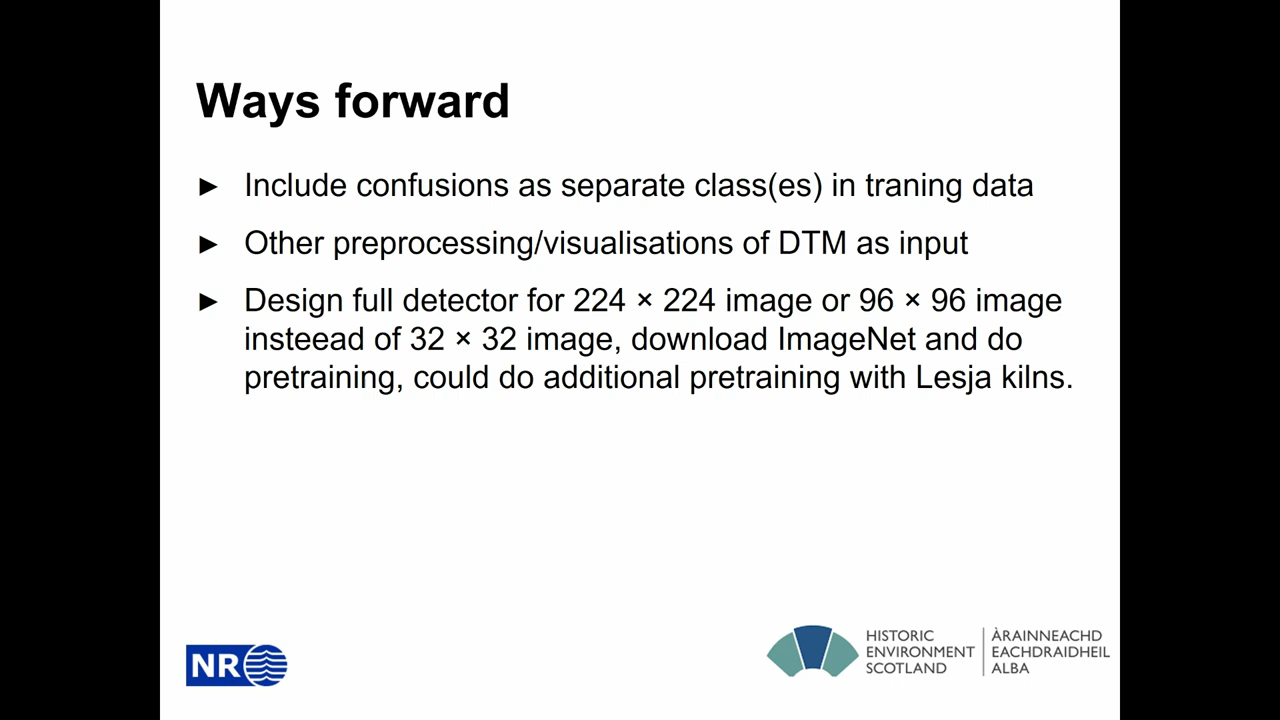 Ways forward
► Include confusions as separate class(es) in traning data
► Other preprocessing/visualisations of DTM as input
► Design full detector for 224 × 224 image or 96 × 96 image
insteead of 32 × 32 image, download ImageNet and do
pretraining, could do additional pretraining with Lesja kilns.
NR
HISTORIC
ENVIRONMENT
SCOTLAND
ÀRAINNEACHD
EACHDRAIDHEIL
ALBA